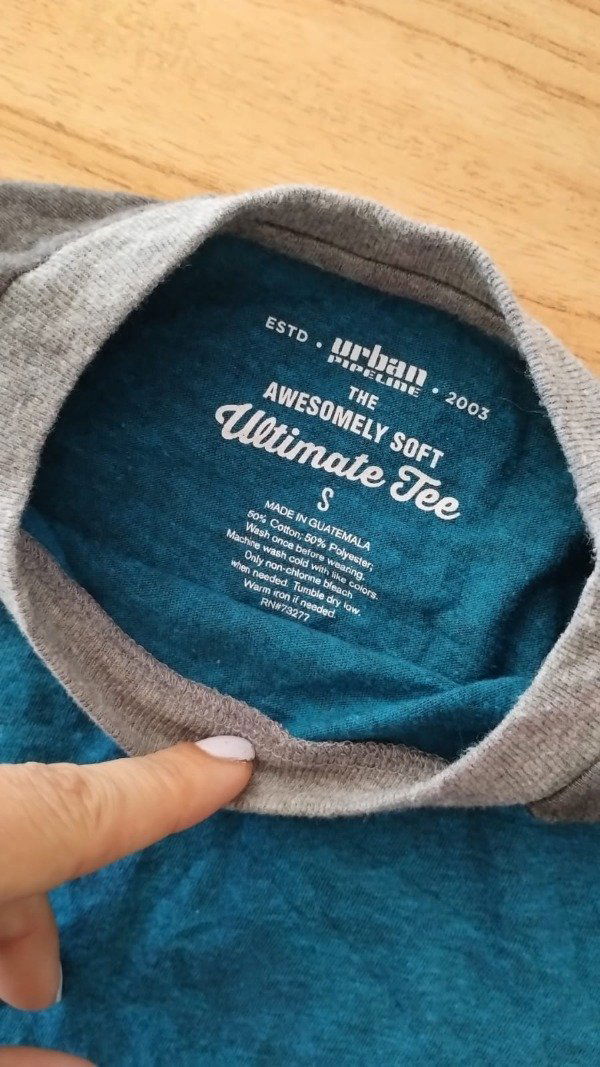 ESTD • urban PIPELINE • 2003
THE
AWESOMELY SOFT
Ultimate Tee
S
MADE IN GUATEMALA
50% Cotton; 50% Polyester;
Wash once before wearing.
Machine wash cold with like colors.
Only non-chlorine bleach
when needed. Tumble dry low.
Warm iron if needed.
RN#73277